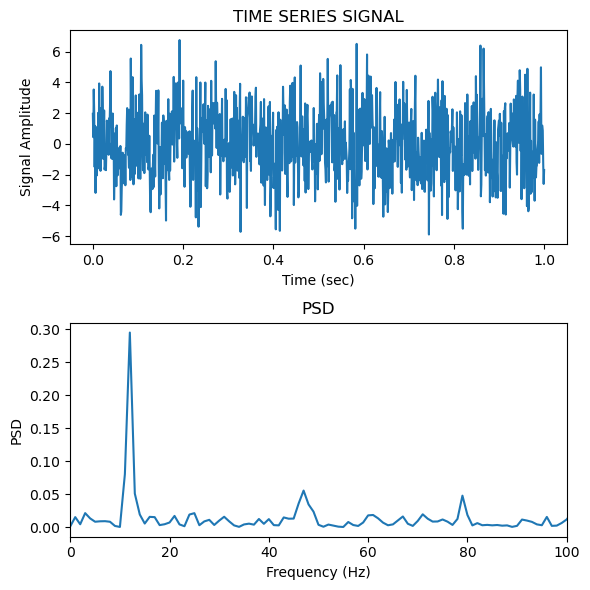 TIME SERIES SIGNAL
6
4
2
0
−2
−4
−6
Signal Amplitude
0.0 0.2 0.4 0.6 0.8 1.0
Time (sec)
PSD
0.30
0.25
0.20
0.15
0.10
0.05
0.00
PSD
0 20 40 60 80 100
Frequency (Hz)